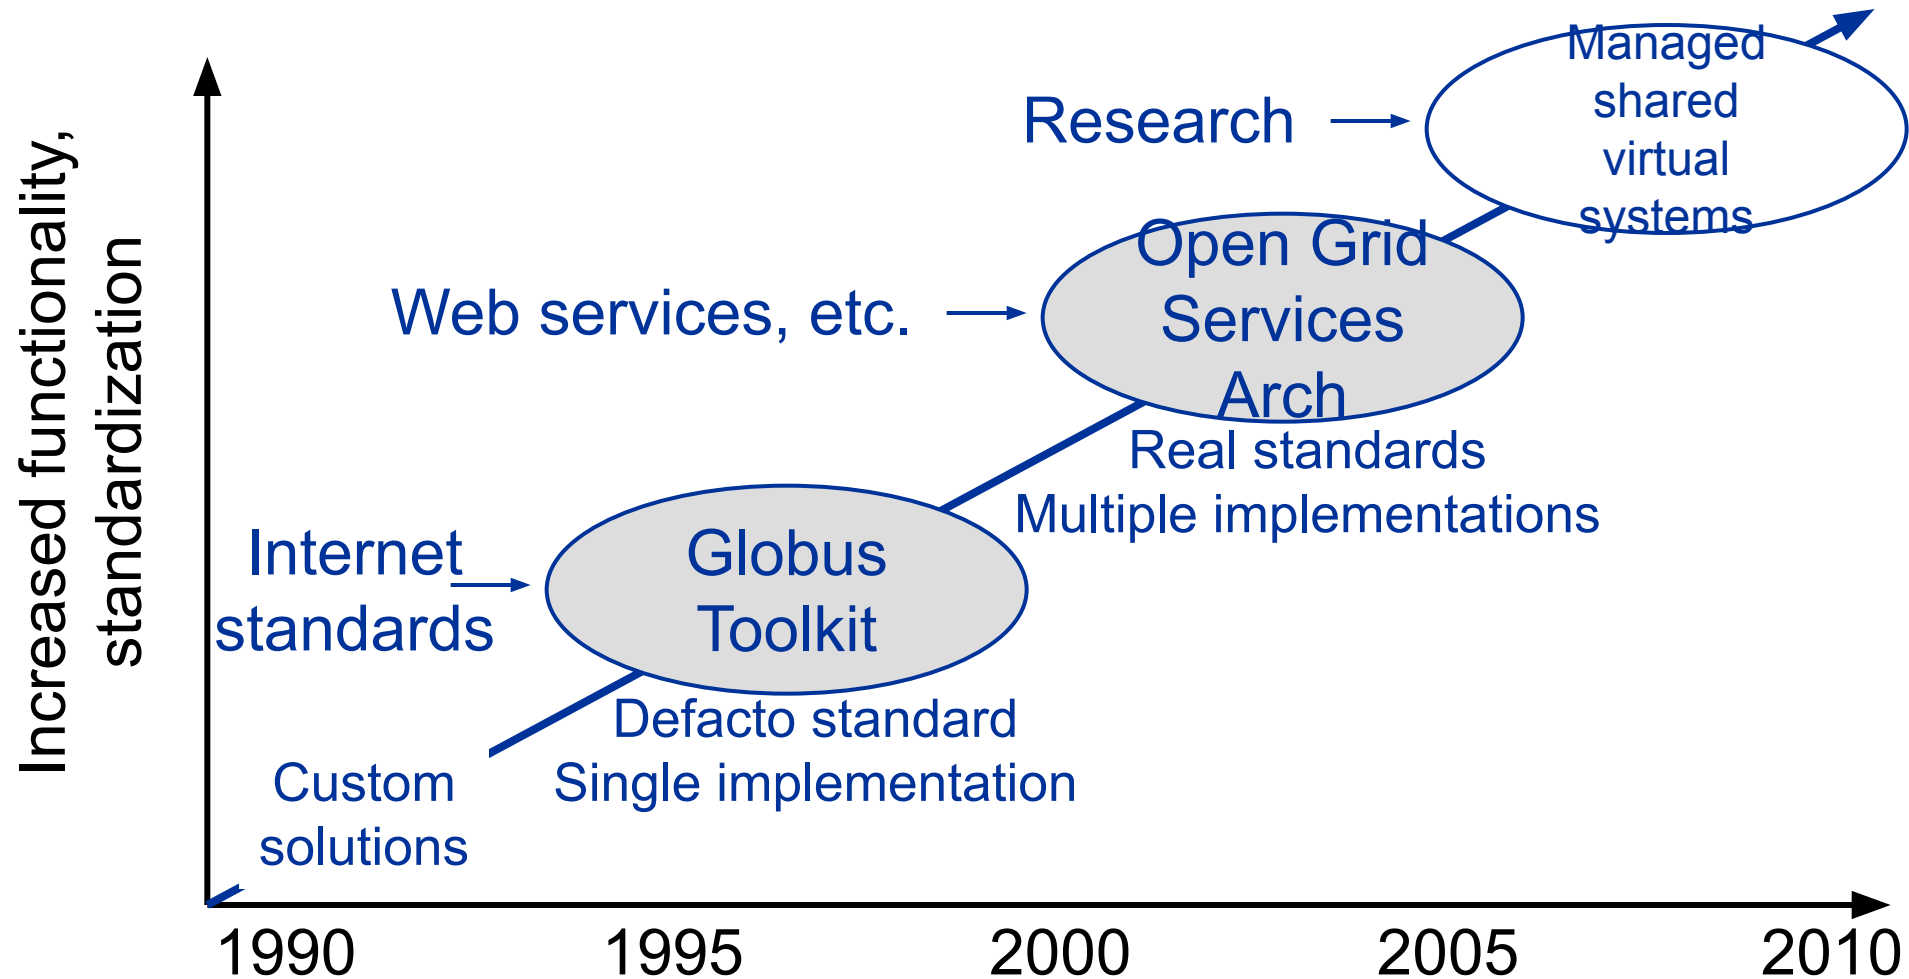 Increased functionality,
standardization
Managed
shared
virtual
systems
Research
Open Grid
Services
Arch
Web services, etc.
Real standards
Multiple implementations
Internet
standards
Globus
Toolkit
Defacto standard
Single implementation
Custom
solutions
1990 1995 2000 2005 2010